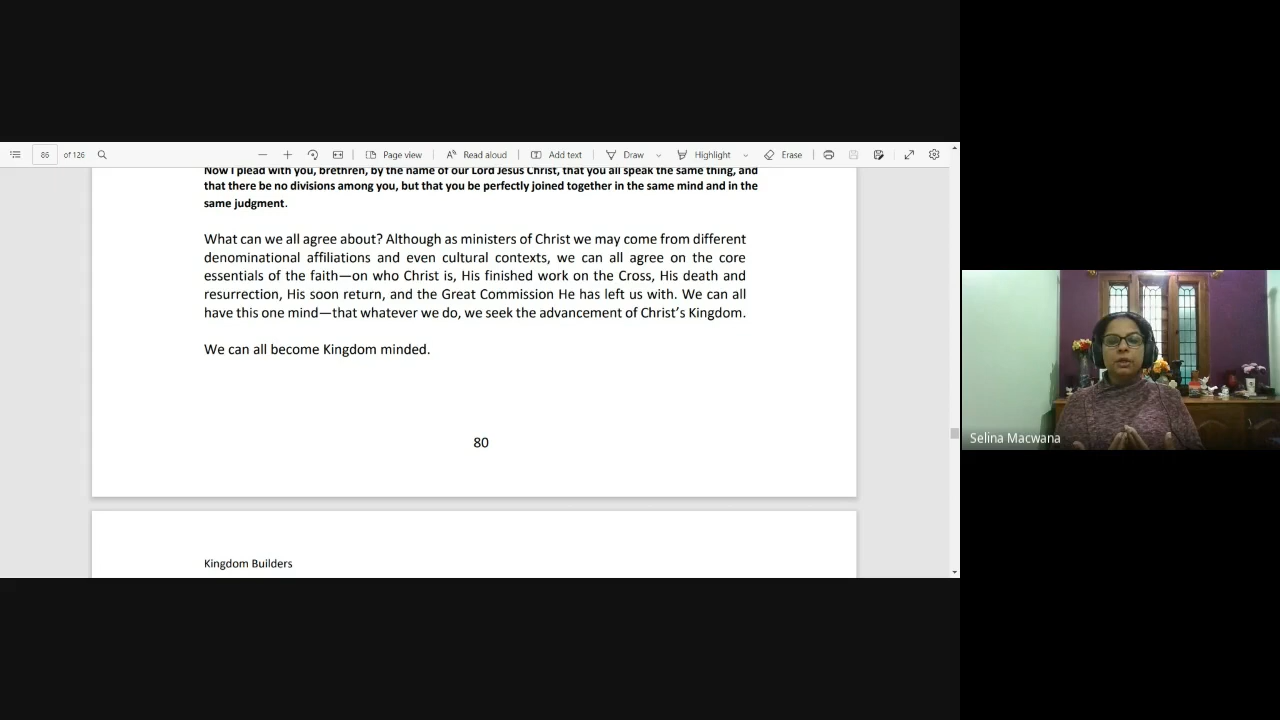 86 of 126 Page view Read aloud Add text Draw Highlight Erase
Now I plead with you, brethren, by the name of our Lord Jesus Christ, that you all speak the same thing, and
that there be no divisions among you, but that you be perfectly joined together in the same mind and in the
same judgment.
What can we all agree about? Although as ministers of Christ we may come from different
denominational affiliations and even cultural contexts, we can all agree on the core
essentials of the faith—on who Christ is, His finished work on the Cross, His death and
resurrection, His soon return, and the Great Commission He has left us with. We can all
have this one mind—that whatever we do, we seek the advancement of Christ’s Kingdom.
We can all become Kingdom minded.
80
Kingdom Builders
Selina Macwana